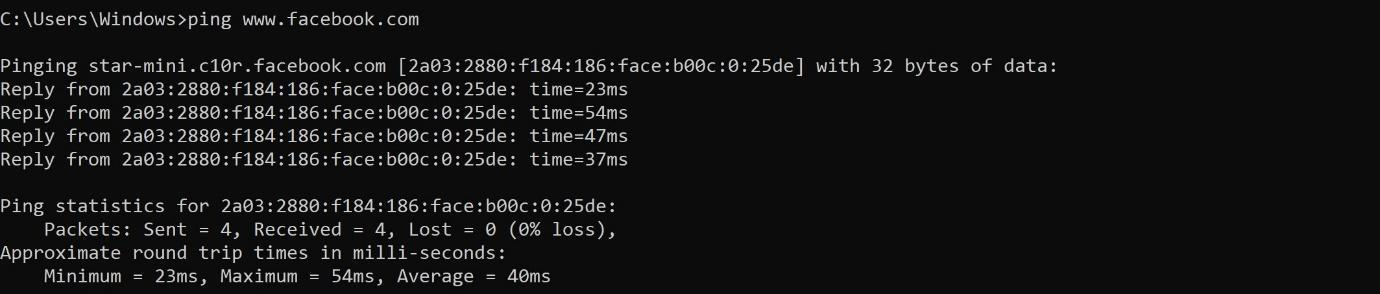 C:\Users\Windows>ping www.facebook.com
Pinging star-mini.c10r.facebook.com [2a03:2880:f184:186:face:b00c:0:25de] with 32 bytes of data:
Reply from 2a03:2880:f184:186:face:b00c:0:25de: time=23ms
Reply from 2a03:2880:f184:186:face:b00c:0:25de: time=54ms
Reply from 2a03:2880:f184:186:face:b00c:0:25de: time=47ms
Reply from 2a03:2880:f184:186:face:b00c:0:25de: time=37ms
Ping statistics for 2a03:2880:f184:186:face:b00c:0:25de:
Packets: Sent = 4, Received = 4, Lost = 0 (0% loss),
Approximate round trip times in milli-seconds:
Minimum = 23ms, Maximum = 54ms, Average = 40ms